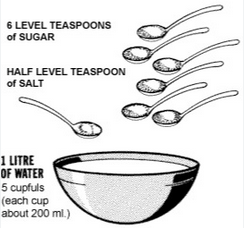 6 LEVEL TEASPOONS
of SUGAR
HALF LEVEL TEASPOON
of SALT
1 LITRE
OF WATER
5 cupfuls
(each cup
about 200 ml.)